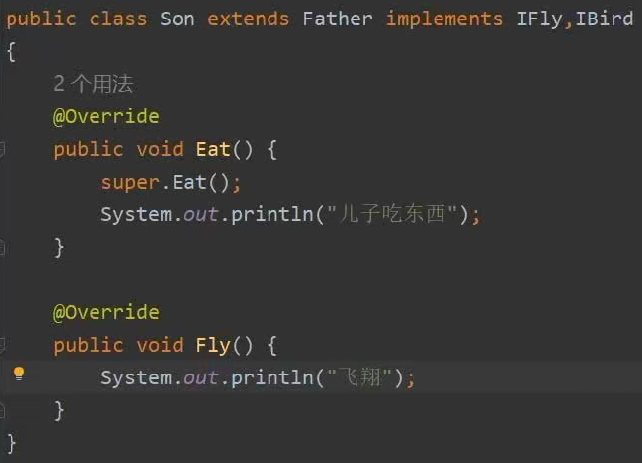 public class Son extends Father implements IFly,IBird
{
2 个用法
@Override
public void Eat() {
super.Eat();
System.out.println("儿子吃东西");
}
@Override
public void Fly() {
System.out.println("飞翔");
}
}